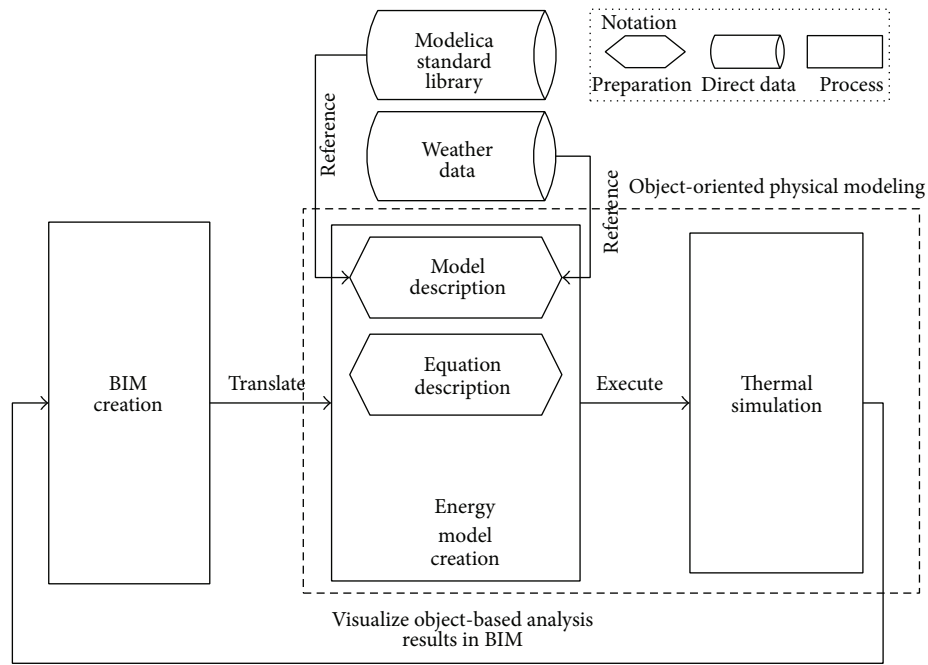 Modelica
standard
library
Notation
Preparation
Direct data
Process
Reference
Weather
data
Reference
Object-oriented physical modeling
Model
description
BIM
creation
Translate
Equation
description
Execute
Thermal
simulation
Energy
model
creation
Visualize object-based analysis
results in BIM